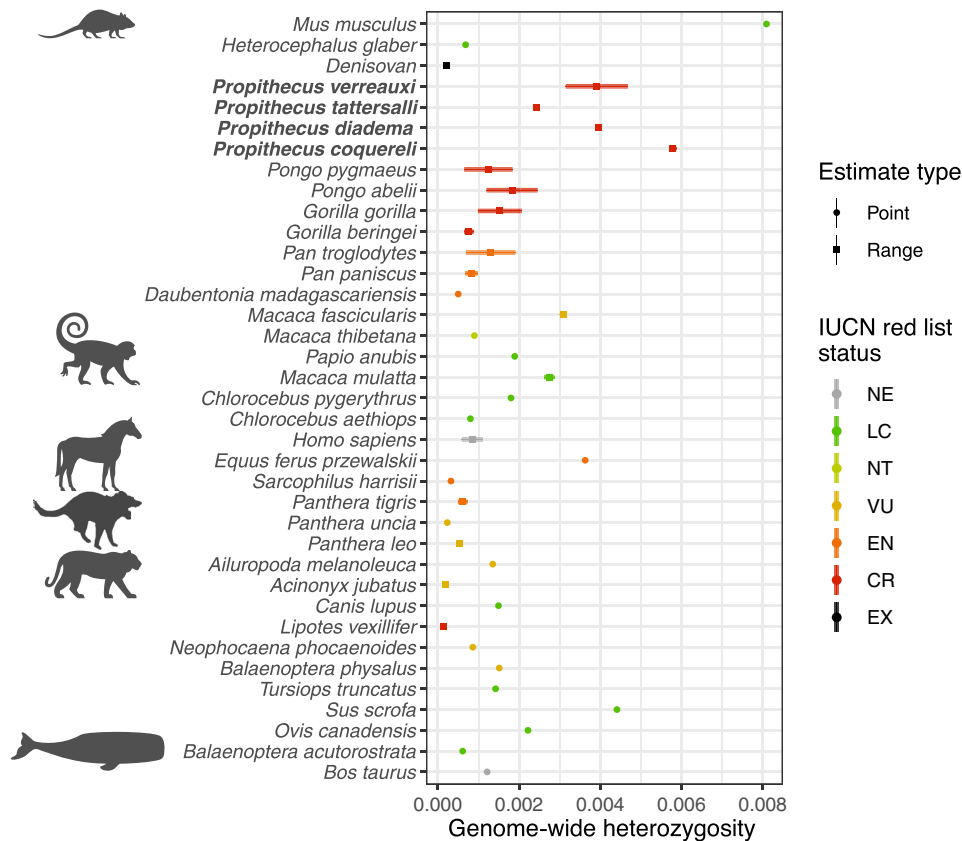 Mus musculus
Heterocephalus glaber
Denisovan
Propithecus verreauxi
Propithecus tattersalli
Propithecus diadema
Propithecus coquereli
Pongo pygmaeus
Pongo abelii
Gorilla gorilla
Gorilla beringei
Pan troglodytes
Pan paniscus
Daubentonia madagascariensis
Macaca fascicularis
Macaca thibetana
Papio anubis
Macaca mulatta
Chlorocebus pygerythrus
Chlorocebus aethiops
Homo sapiens
Equus ferus przewalskii
Sarcophilus harrisii
Panthera tigris
Panthera uncia
Panthera leo
Ailuropoda melanoleuca
Acinonyx jubatus
Canis lupus
Lipotes vexillifer
Neophocaena phocaenoides
Balaenoptera physalus
Tursiops truncatus
Sus scrofa
Ovis canadensis
Balaenoptera acutorostrata
Bos taurus
0.000 0.002 0.004 0.006 0.008
Genome-wide heterozygosity
Estimate type
Point
Range
IUCN red list
status
NE
LC
NT
VU
EN
CR
EX